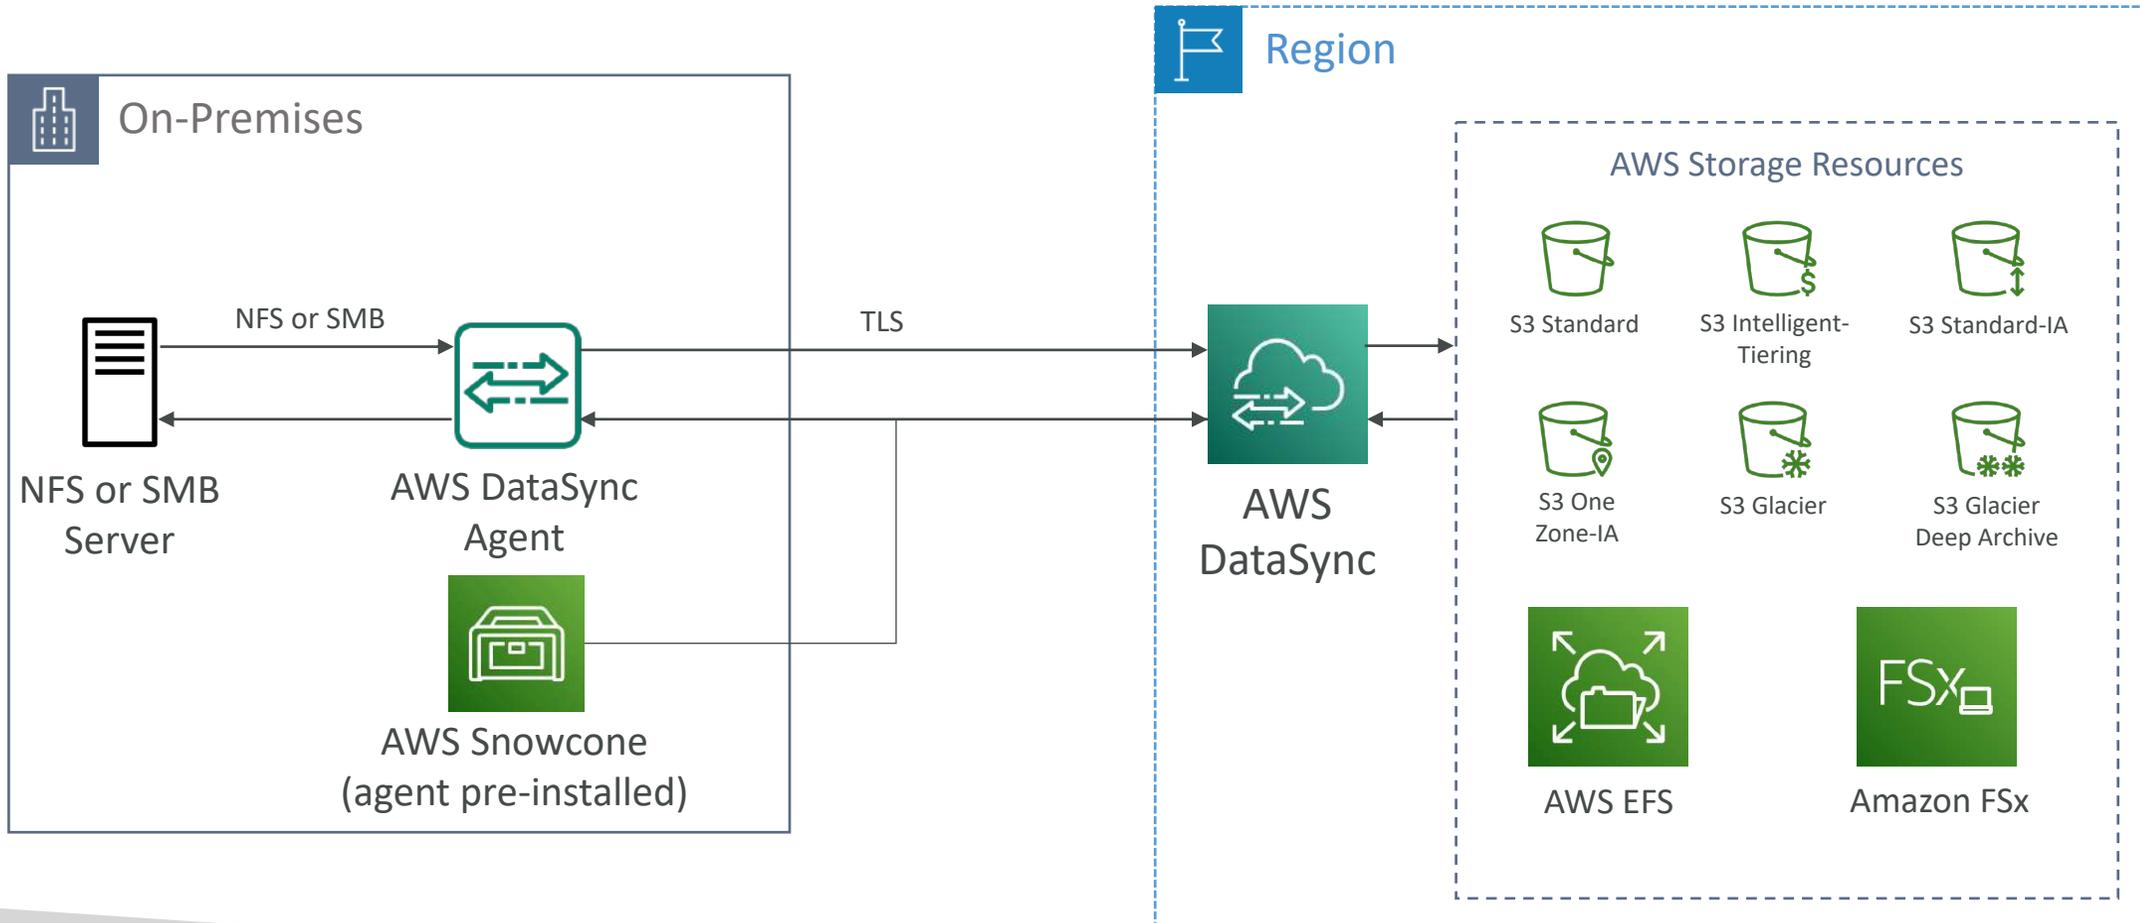 Region
On-Premises
AWS Storage Resources
S3 Standard
S3 Intelligent-
Tiering
S3 Standard-IA
NFS or SMB
TLS
NFS or SMB
Server
AWS DataSync
Agent
AWS
DataSync
S3 One
Zone-IA
S3 Glacier
S3 Glacier
Deep Archive
$
FSx
AWS Snowcone
(agent pre-installed)
AWS EFS
Amazon FSx